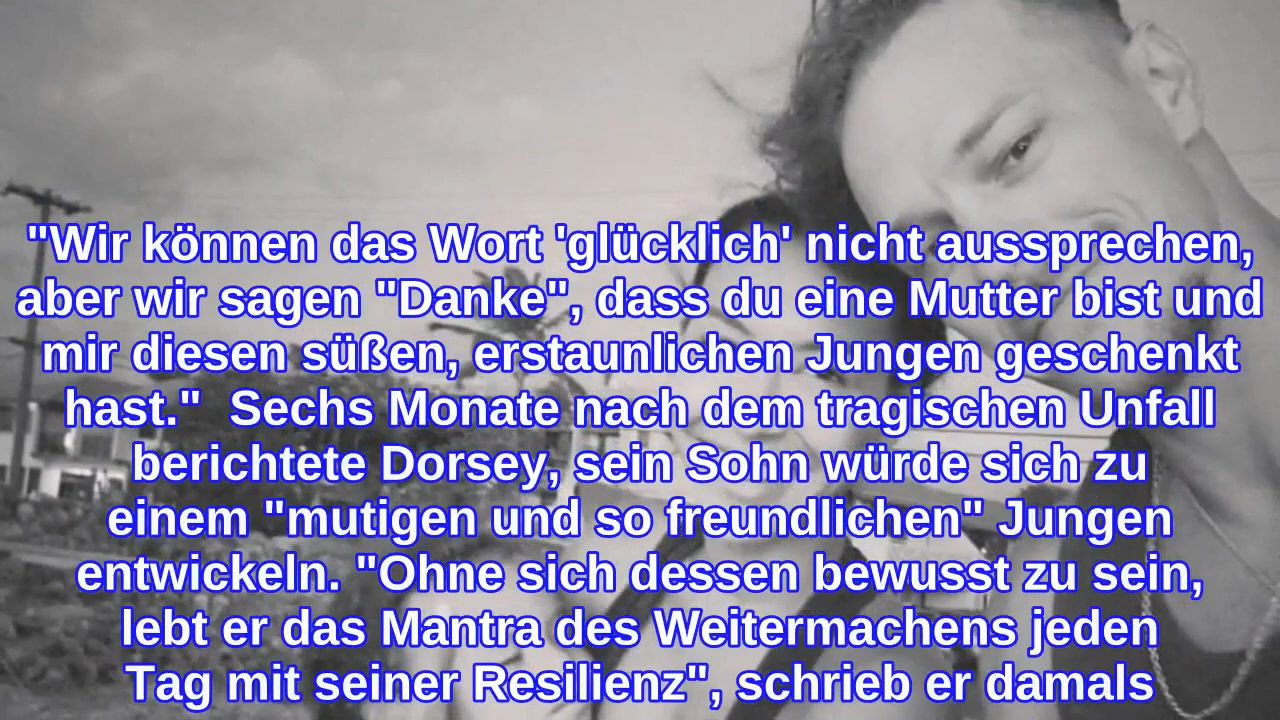 "Wir können das Wort 'glücklich' nicht aussprechen,
aber wir sagen "Danke", dass du eine Mutter bist und
mir diesen süßen, erstaunlichen Jungen geschenkt
hast."  Sechs Monate nach dem tragischen Unfall
berichtete Dorsey, sein Sohn würde sich zu
einem "mutigen und so freundlichen" Jungen
entwickeln. "Ohne sich dessen bewusst zu sein,
lebt er das Mantra des Weitermachens jeden
Tag mit seiner Resilienz", schrieb er damals